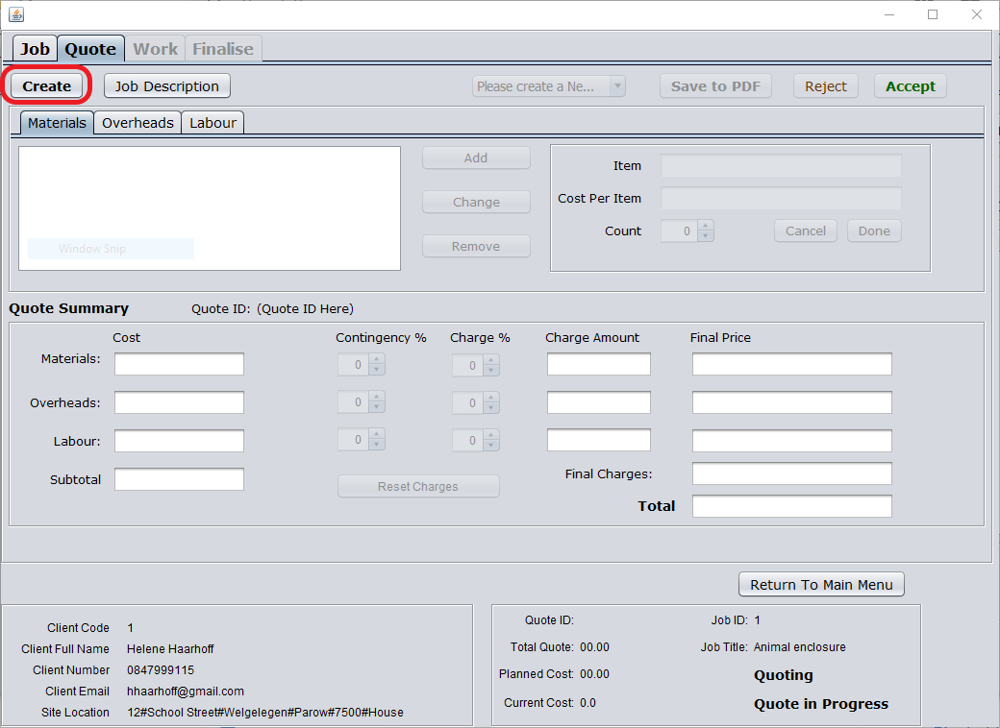 Job Quote Work Finalise
Create Job Description Please create a Ne... Save to PDF Reject Accept
Materials Overheads Labour
Add
Change
Remove
Window Snip
Item
Cost Per Item
Count 0 Cancel Done
Quote Summary Quote ID: (Quote ID Here)
Cost Contingency % Charge % Charge Amount Final Price
Materials: 0 0
Overheads: 0 0
Labour: 0 0
Subtotal Reset Charges Final Charges:
Total
Return To Main Menu
Client Code 1
Client Full Name Helene Haarhoff
Client Number 0847999115
Client Email hhaarhoff@gmail.com
Site Location 12#School Street#Welgelegen#Parow#7500#House
Quote ID: Job ID: 1
Total Quote: 00.00 Job Title: Animal enclosure
Planned Cost: 00.00 Quoting
Current Cost: 0.0 Quote in Progress